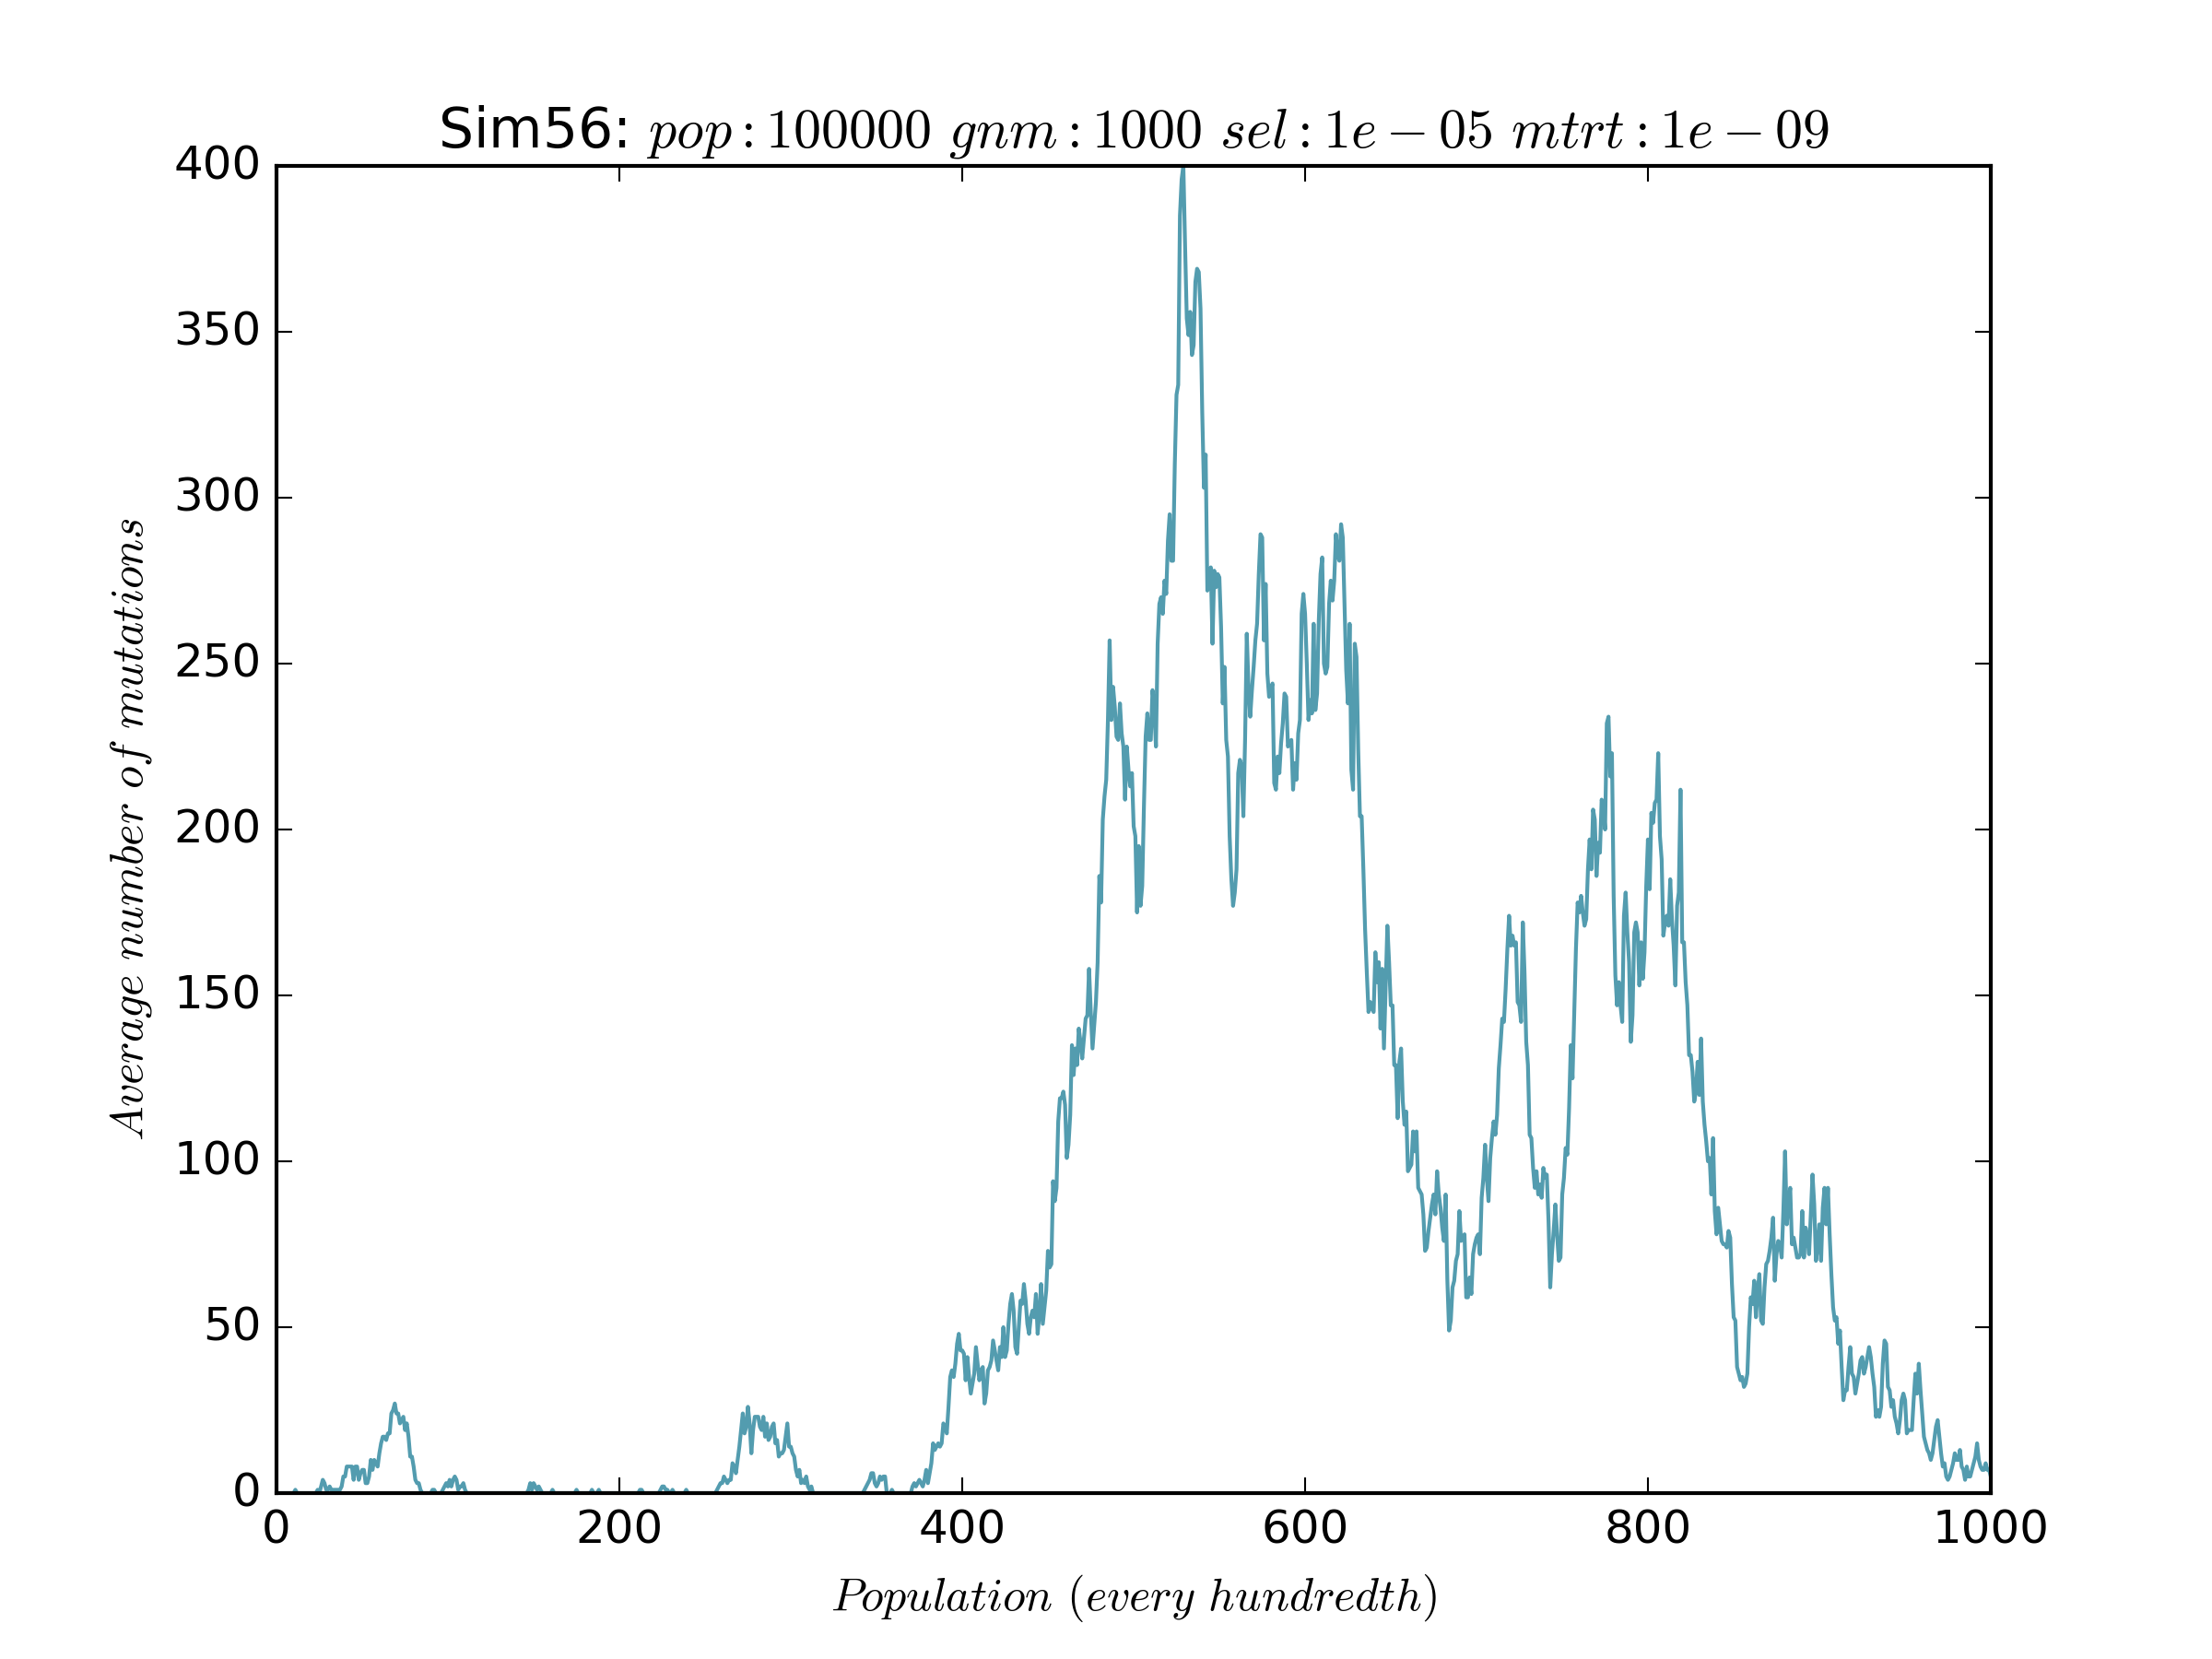 Sim56: pop : 100000 gnm : 1000 sel : 1e − 05 mtrt : 1e − 09
400
350
300
250
200
150
100
50
0
Average number of mutations
0 200 400 600 800 1000
Population (every hundredth)